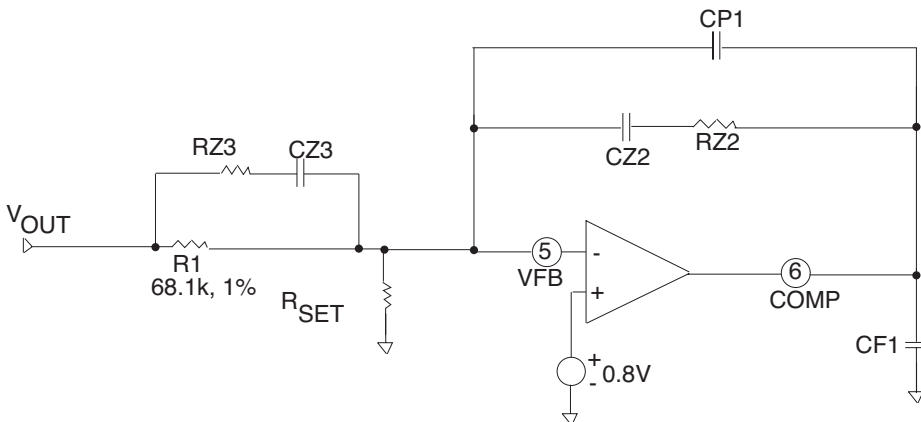 CP1
CZ2
RZ2
RZ3
CZ3
VOUT
R1
68.1k, 1%
RSET
5
VFB
-
+
6
COMP
+
-
0.8V
CF1